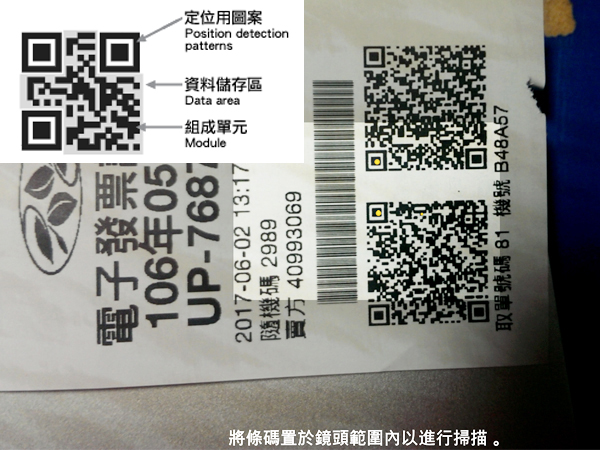 定位用圖案
Position detection
patterns
資料儲存區
Data area
組成單元
Module
電子發票
106年05
UP-7687
2017-06-02 13:17
隨機碼 2989
賣方 40993069
取單號碼 81 機號 B48A57
將條碼置於鏡頭範圍內以進行掃描。